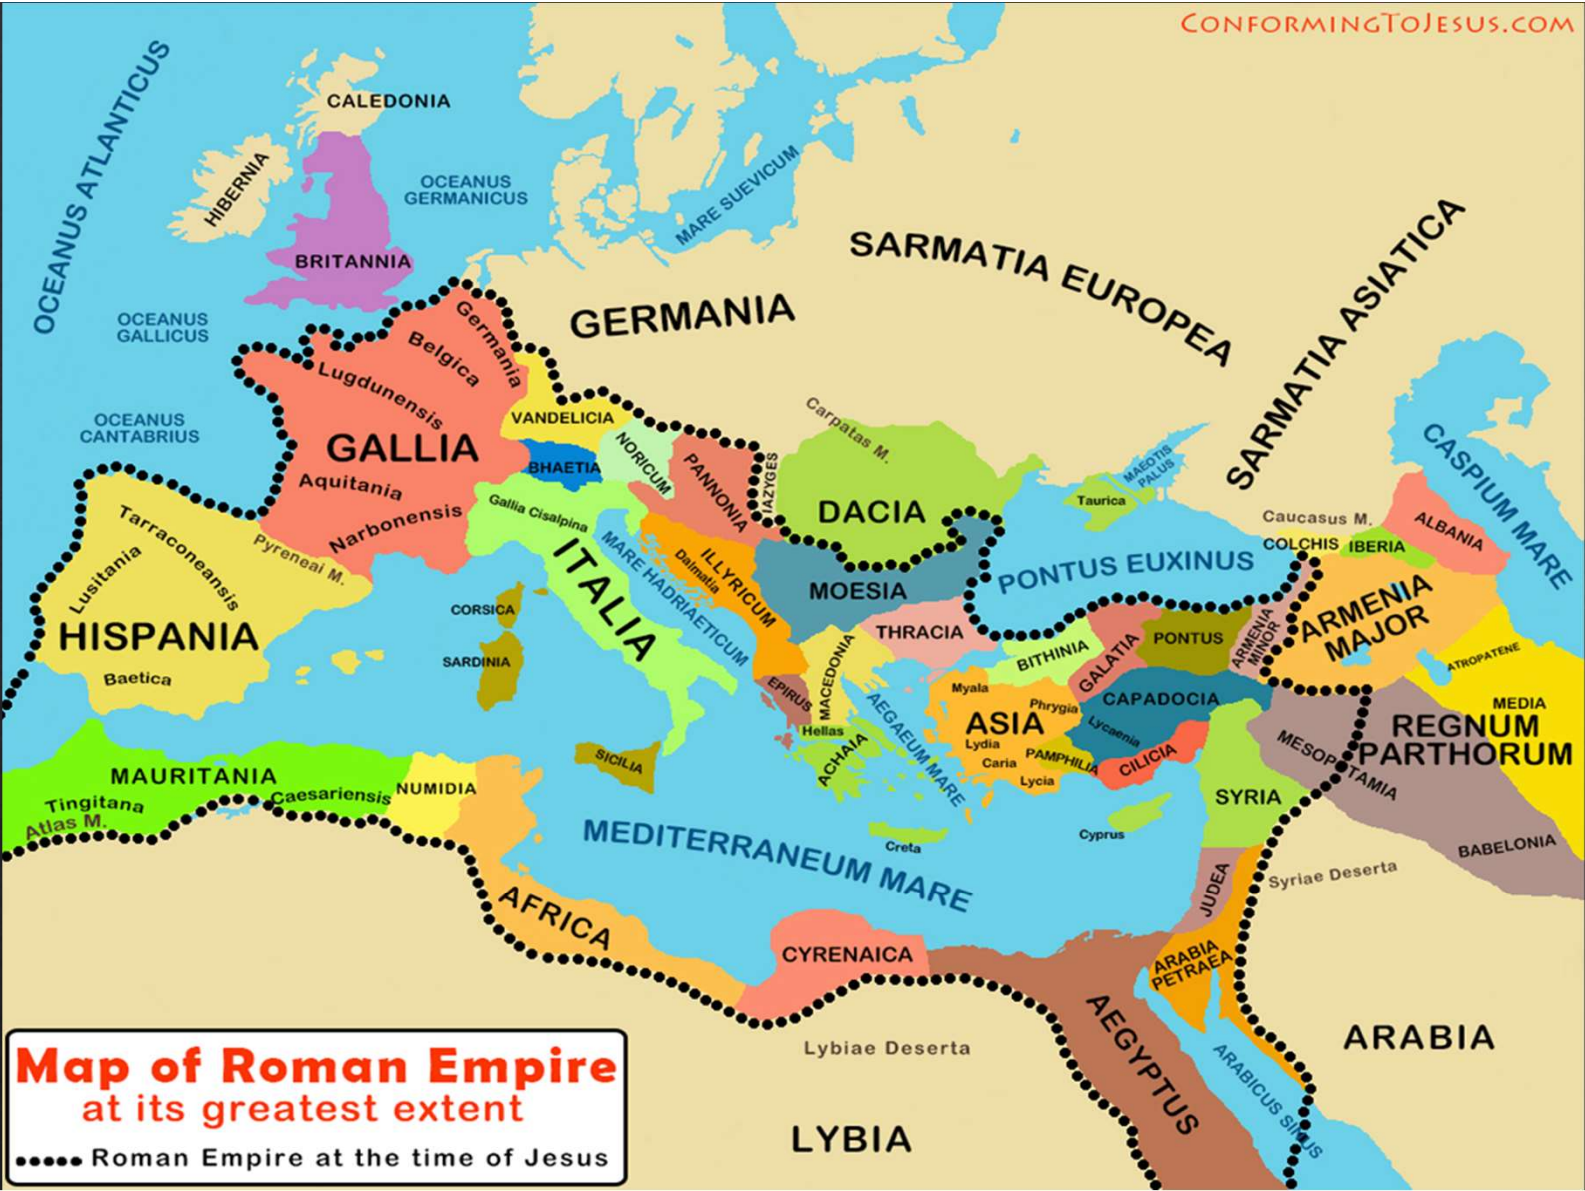 CONFORMINGTOJESUS.COM
OCEANUS ATLANTICUS
CALEDONIA
HIBERNIA
OCEANUS
GERMANICUS
BRITANNIA
MARE SUEVICUM
SARMATIA EUROPEA
SARMATIA ASIATICA
GERMANIA
OCEANUS
GALLICUS
OCEANUS
CANTABRIUS
Germania
Belgica
Lugdunensis
GALLIA
Aquitania
Narbonensis
Pyreneai M.
VANDELICIA
BHAETIA
NORICUM
PANNONIA
IAZYGES
Carpatas M.
DACIA
Taurica
MAEOTIS
PALUS
CASPIUM MARE
Caucasus M.
COLCHIS
IBERIA
ALBANIA
Tarraconeansis
Lusitania
HISPANIA
Baetica
Gallia Cisalpina
ITALIA
MARE HADRIAETICUM
CORSICA
SARDINIA
SICILIA
ILLYRICUM
Dalmatia
MOESIA
THRACIA
MACEDONIA
EPIRUS
Hellas
ACHAIA
AEGAEUM MARE
PONTUS EUXINUS
BITHINIA
GALATIA
PONTUS
ARMENIA
MINOR
ARMENIA
MAJOR
ATROPATENE
MEDIA
REGNUM
PARTHORUM
MESOPOTAMIA
BABELONIA
Myala
Phrygia
ASIA
Lydia
Caria
Lycia
PAMPHILIA
CAPADOCIA
Lycaenia
CILICIA
SYRIA
Cyprus
Creta
MEDITERRANEUM MARE
MAURITANIA
Tingitana
Caesariensis
Atlas M.
NUMIDIA
AFRICA
CYRENAICA
JUDEA
Syriae Deserta
ARABIA
PETRAEA
AEGYPTUS
ARABICUS SINUS
ARABIA
Lybiae Deserta
LYBIA
Map of Roman Empire
at its greatest extent
Roman Empire at the time of Jesus